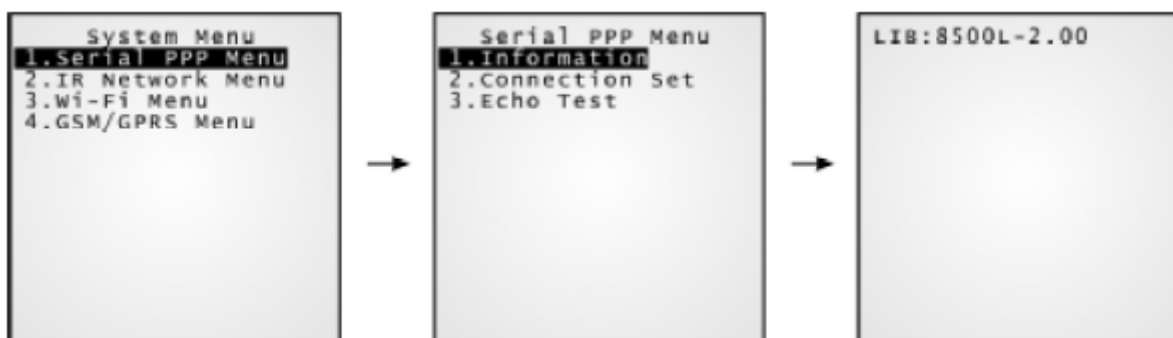 System Menu
1.Serial PPP Menu
2.IR Network Menu
3.Wi-Fi Menu
4.GSM/GPRS Menu
Serial PPP Menu
1.Information
2.Connection Set
3.Echo Test
LIB:8500L-2.00